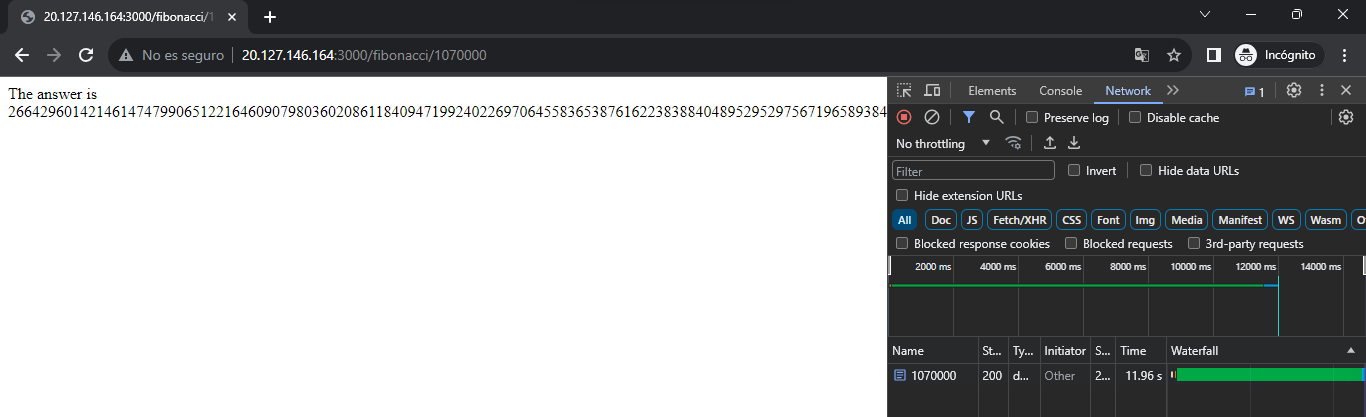 20.127.146.164:3000/fibonacci/1
No es seguro 20.127.146.164:3000/fibonacci/1070000 Incógnito
The answer is
26642960142146147479906512216460907980360208611840947199240226970645583653876162238388404895295297567196589384
Elements Console Network 1
Preserve log Disable cache
No throttling
Filter Invert Hide data URLs
Hide extension URLs
All Doc JS Fetch/XHR CSS Font Img Media Manifest WS Wasm O
Blocked response cookies Blocked requests 3rd-party requests
2000 ms 4000 ms 6000 ms 8000 ms 10000 ms 12000 ms 14000 ms
Name St... Ty... Initiator S... Time Waterfall
1070000 200 d... Other 2... 11.96 s